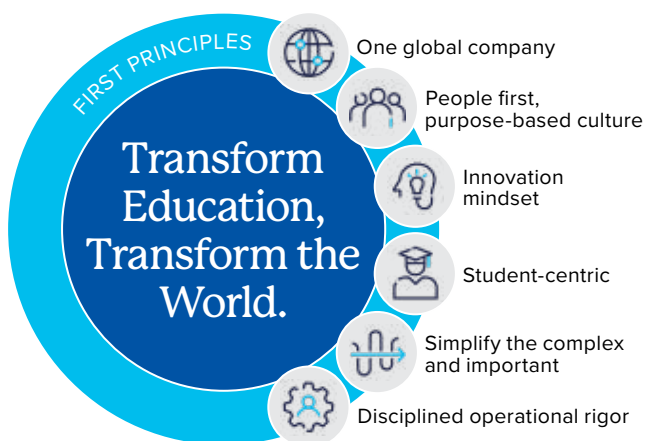 FIRST PRINCIPLES
Transform
Education,
Transform the
World.
One global company
People first,
purpose-based culture
Innovation
mindset
Student-centric
Simplify the complex
and important
Disciplined operational rigor